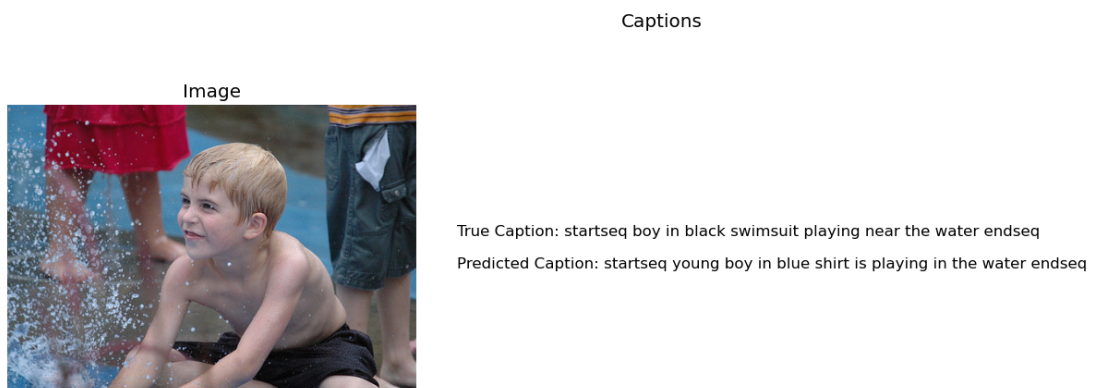 Captions
Image
True Caption: startseq boy in black swimsuit playing near the water endseq
Predicted Caption: startseq young boy in blue shirt is playing in the water endseq